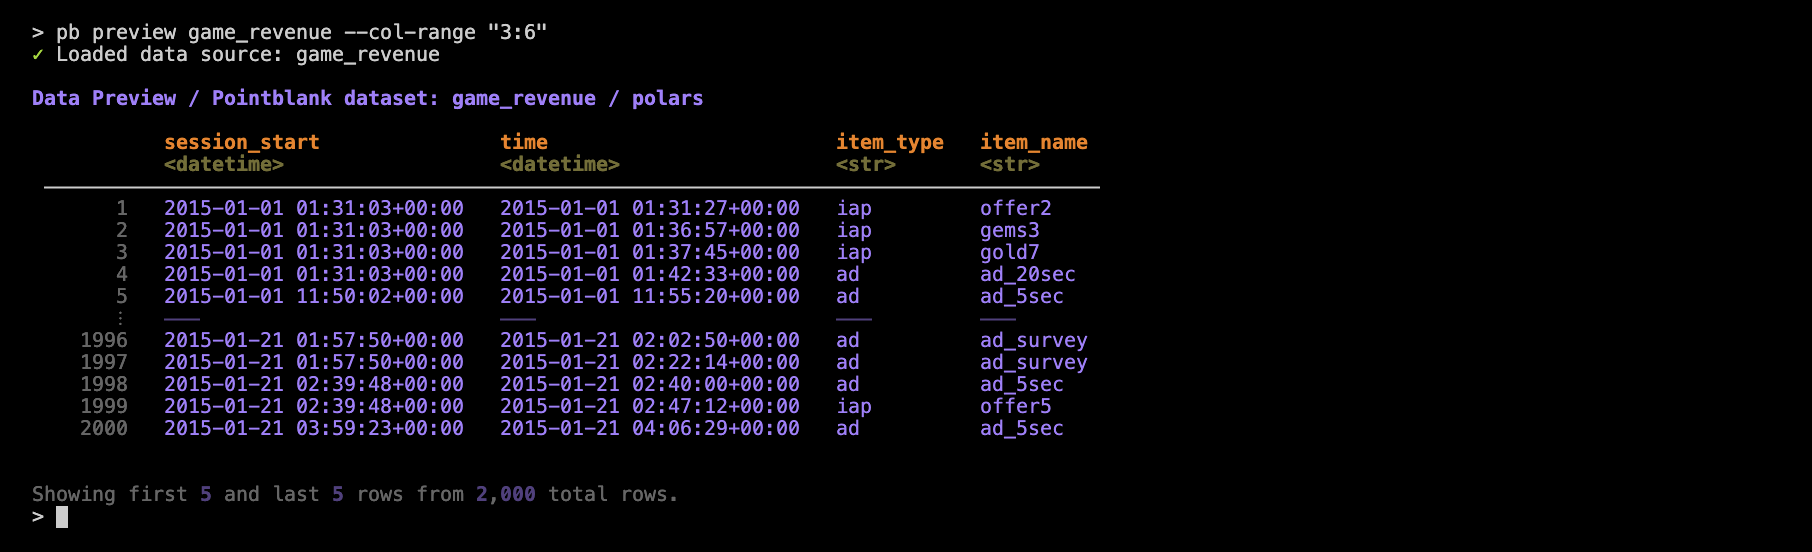 > pb preview game_revenue --col-range "3:6"
✓ Loaded data source: game_revenue
Data Preview / Pointblank dataset: game_revenue / polars
session_start time item_type item_name
<datetime> <datetime> <str> <str>
1 2015-01-01 01:31:03+00:00 2015-01-01 01:31:27+00:00 iap offer2
2 2015-01-01 01:31:03+00:00 2015-01-01 01:36:57+00:00 iap gems3
3 2015-01-01 01:31:03+00:00 2015-01-01 01:37:45+00:00 iap gold7
4 2015-01-01 01:31:03+00:00 2015-01-01 01:42:33+00:00 ad ad_20sec
5 2015-01-01 11:50:02+00:00 2015-01-01 11:55:20+00:00 ad ad_5sec
⋮ ——— ——— ——— ———
1996 2015-01-21 01:57:50+00:00 2015-01-21 02:02:50+00:00 ad ad_survey
1997 2015-01-21 01:57:50+00:00 2015-01-21 02:22:14+00:00 ad ad_survey
1998 2015-01-21 02:39:48+00:00 2015-01-21 02:40:00+00:00 ad ad_5sec
1999 2015-01-21 02:39:48+00:00 2015-01-21 02:47:12+00:00 iap offer5
2000 2015-01-21 03:59:23+00:00 2015-01-21 04:06:29+00:00 ad ad_5sec
Showing first 5 and last 5 rows from 2,000 total rows.
>